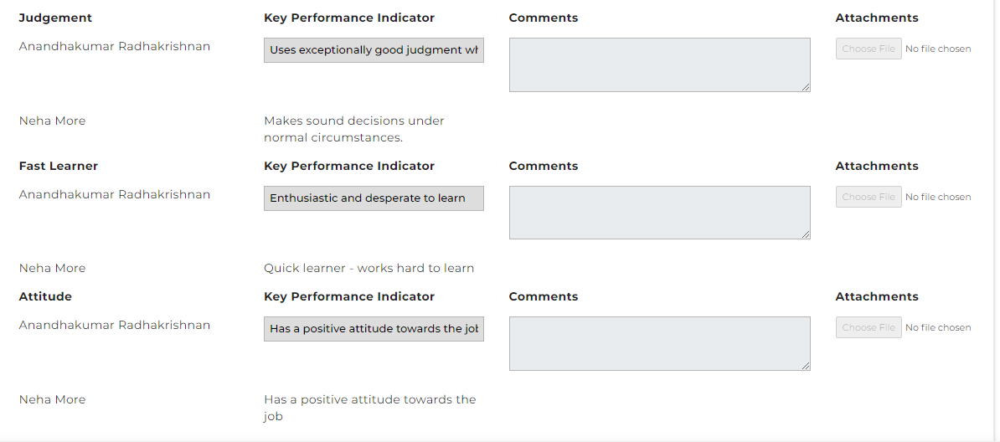 Judgement Key Performance Indicator Comments Attachments
Anandhakumar Radhakrishnan Uses exceptionally good judgment Choose File No file chosen
Neha More Makes sound decisions under
normal circumstances.
Fast Learner Key Performance Indicator Comments Attachments
Anandhakumar Radhakrishnan Enthusiastic and desperate to learn Choose File No file chosen
Neha More Quick learner - works hard to learn
Attitude Key Performance Indicator Comments Attachments
Anandhakumar Radhakrishnan Has a positive attitude towards the Choose File No file chosen
Neha More Has a positive attitude towards the
job